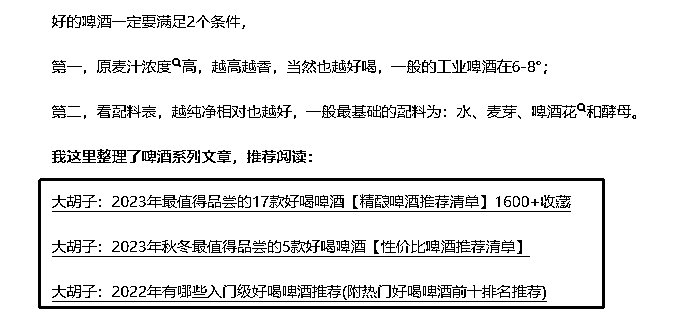 好的啤酒一定要满足2个条件，
第一，原麦汁浓度高，越高越香，当然也越好喝，一般的工业啤酒在6-8°；
第二，看配料表，越纯净相对也越好，一般最基础的配料为：水、麦芽、啤酒花和酵母。
我这里整理了啤酒系列文章，推荐阅读：
大胡子：2023年最值得品尝的17款好喝啤酒【精酿啤酒推荐清单】1600+收藏
大胡子：2023年秋冬最值得品尝的5款好喝啤酒【性价比啤酒推荐清单】
大胡子：2022年有哪些入门级好喝啤酒推荐(附热门好喝啤酒前十排名推荐)